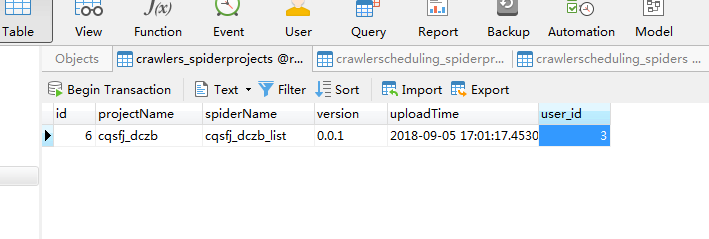 Table View Function Event User Query Report Backup Automation Model
Objects crawlers_spiderprojects @r... crawlerscheduling_spiderpr... crawlerscheduling_spiders ...
Begin Transaction Text Filter Sort Import Export
id projectName spiderName version uploadTime user_id
6 cqsfj_dczb cqsfj_dczb_list 0.0.1 2018-09-05 17:01:17.4530 3